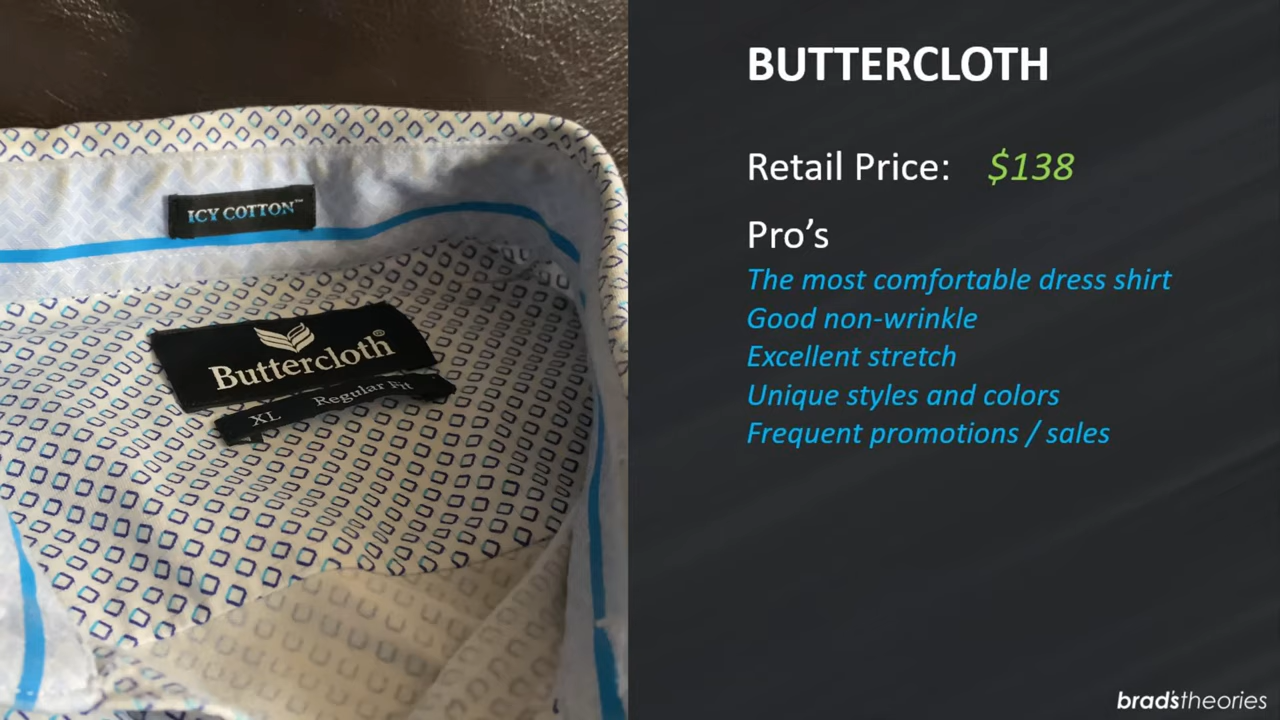 ICY COTTON™
Buttercloth®
XL Regular Fit
BUTTERCLOTH
Retail Price: $138
Pro’s
The most comfortable dress shirt
Good non-wrinkle
Excellent stretch
Unique styles and colors
Frequent promotions / sales
brad'stheories